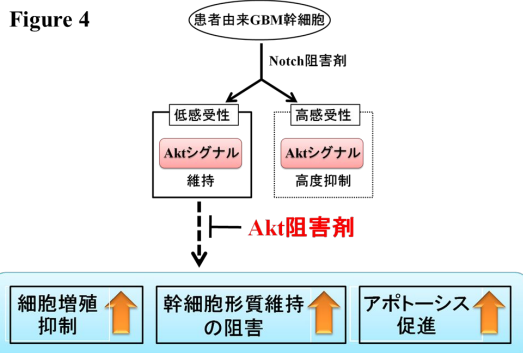 Figure 4
患者由来GBM幹細胞
Notch阻害剤
低感受性
高感受性
Aktシグナル
Aktシグナル
維持
高度抑制
Akt阻害剤
細胞増殖
抑制
幹細胞形質維持
の阻害
アポトーシス
促進